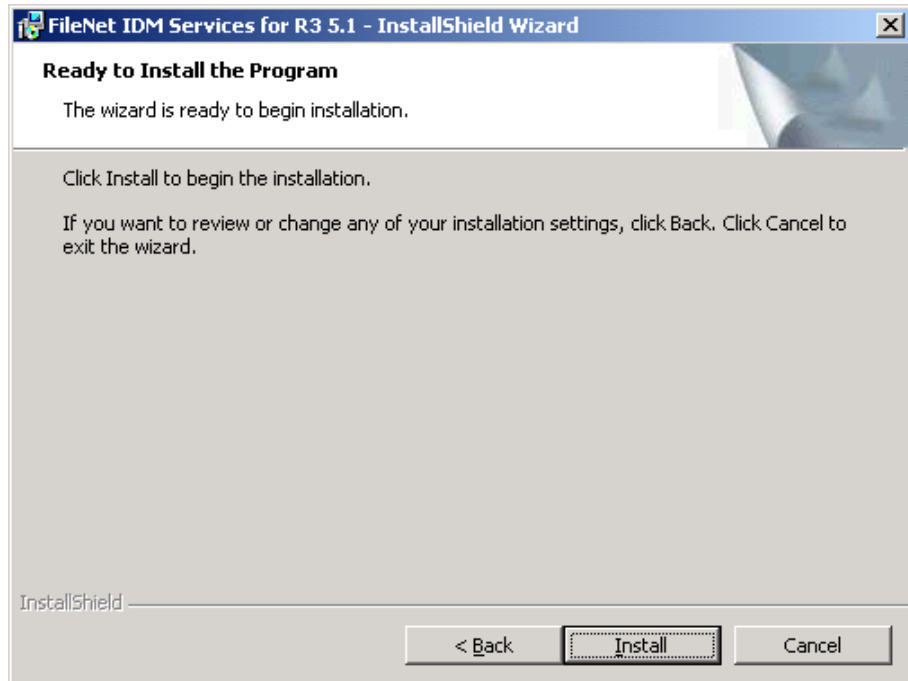 FileNet IDM Services for R3 5.1 - InstallShield Wizard
Ready to Install the Program
The wizard is ready to begin installation.
Click Install to begin the installation.
If you want to review or change any of your installation settings, click Back. Click Cancel to
exit the wizard.
InstallShield
< Back Install Cancel